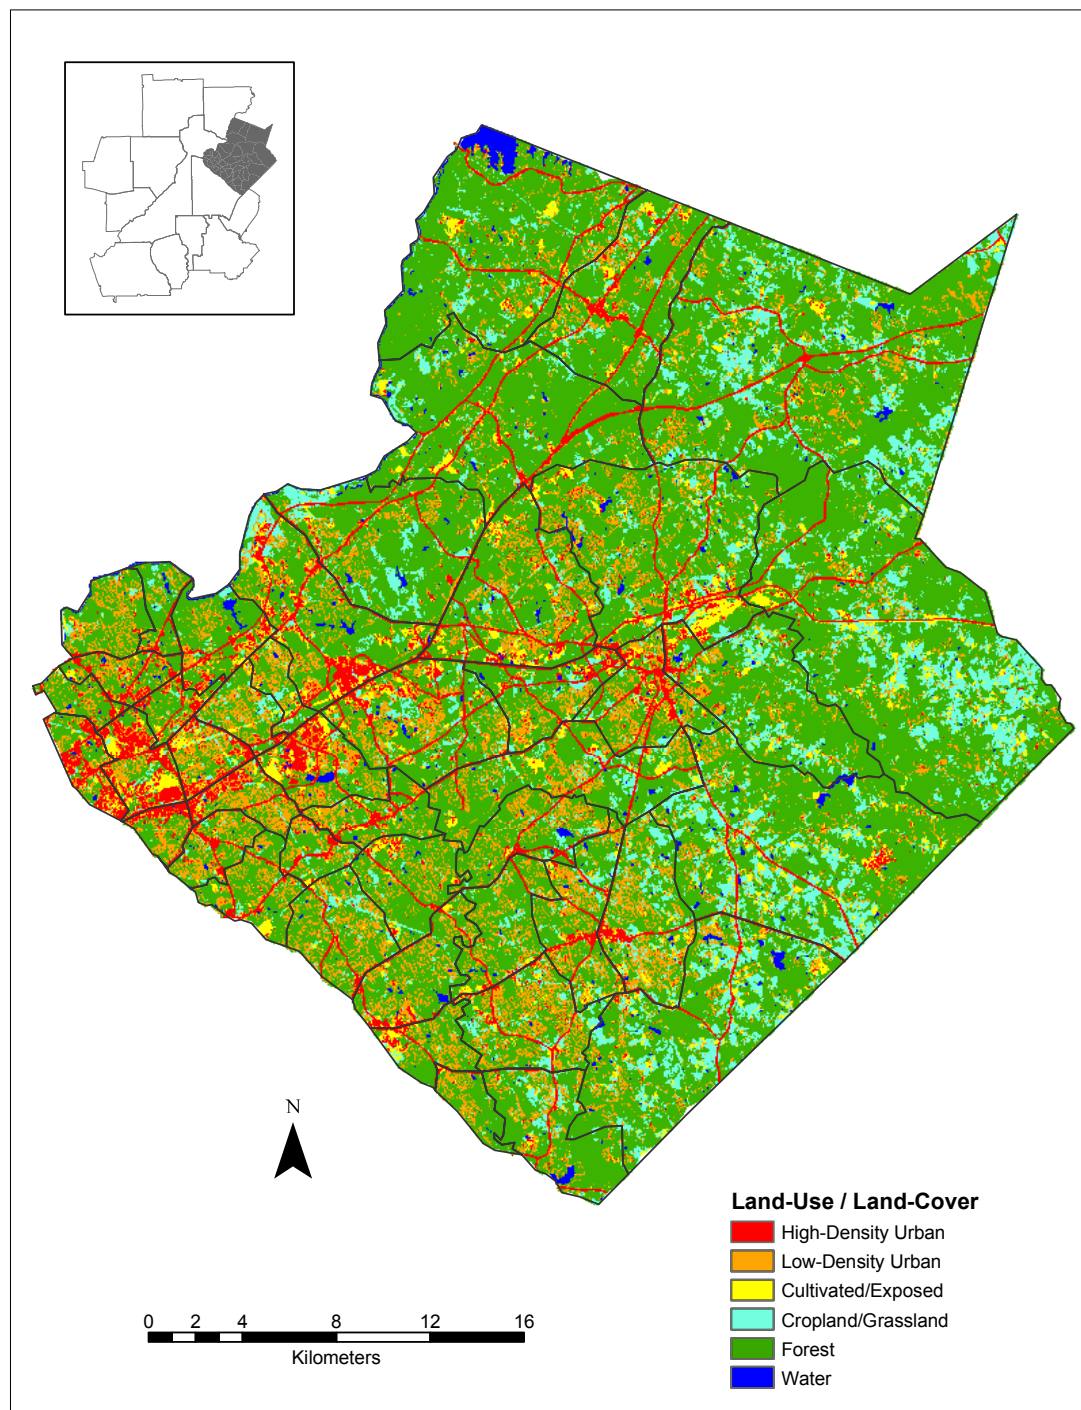 N
Land-Use / Land-Cover
High-Density Urban
Low-Density Urban
Cultivated/Exposed
Cropland/Grassland
Forest
Water
0 2 4 8 12 16
Kilometers